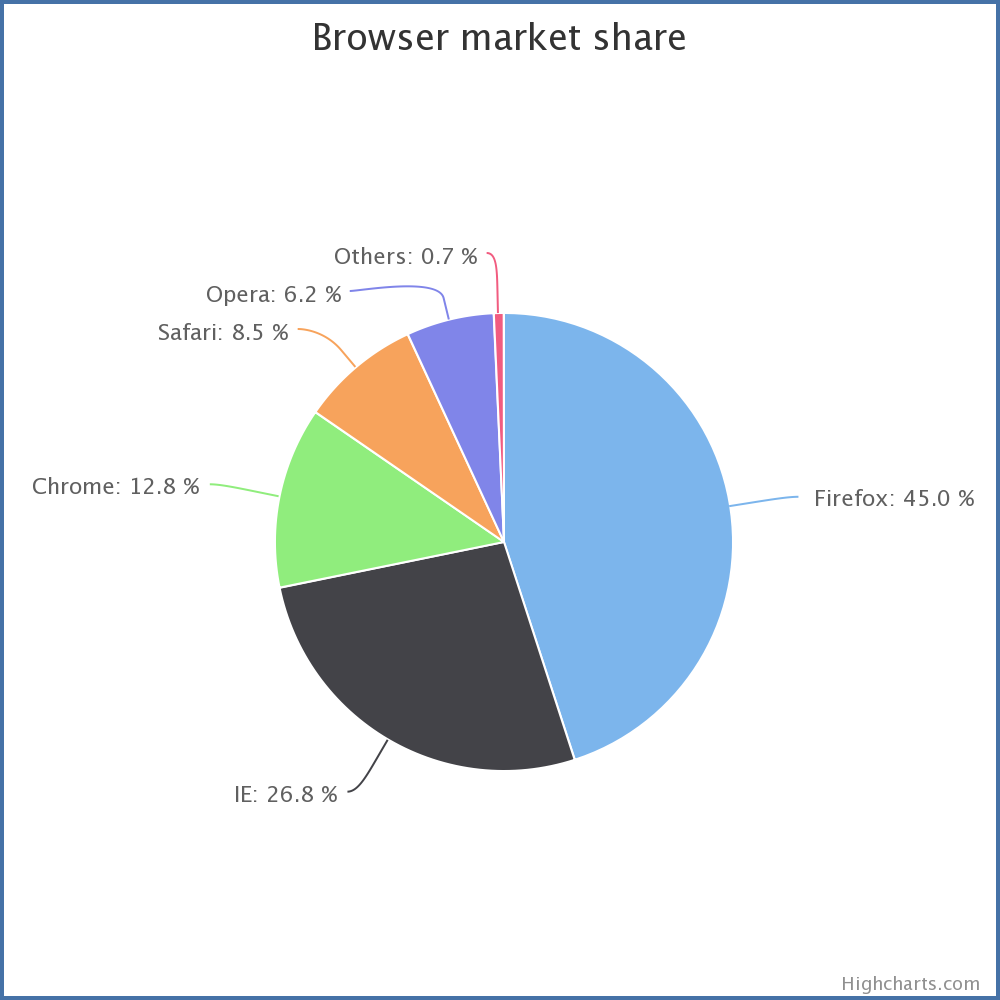 Browser market share
Others: 0.7 %
Opera: 6.2 %
Safari: 8.5 %
Chrome: 12.8 %
Firefox: 45.0 %
IE: 26.8 %
Highcharts.com